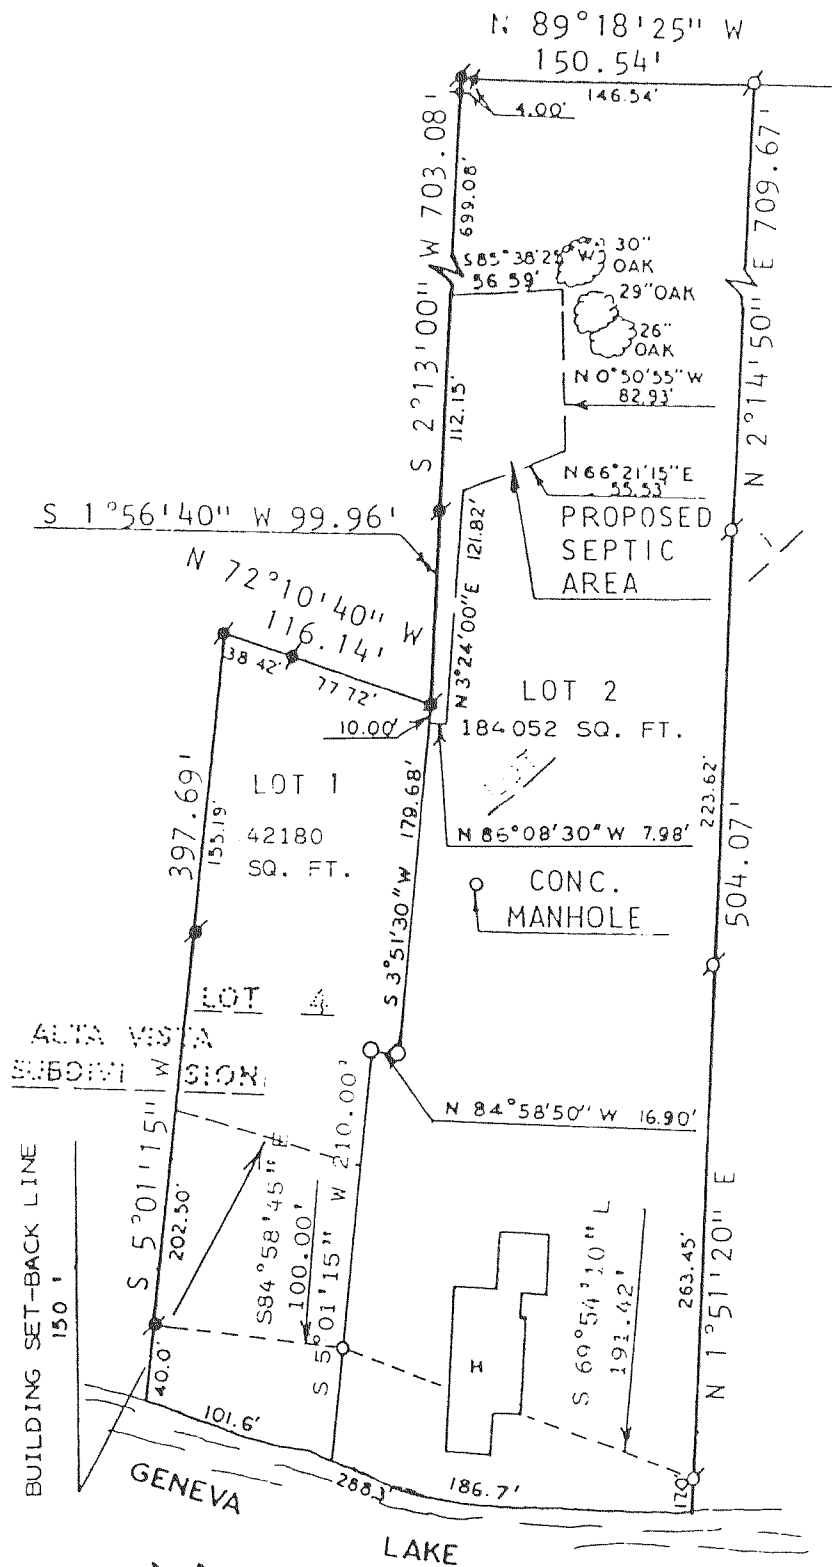 N 89°18'25" W
150.54'
146.54'
4.00'
S 2°13'00" W 703.08'
699.08'
N 2°14'50" E 709.67'
S85°38'25" W
56.59'
30"
OAK
29" OAK
26"
OAK
N 0°50'55" W
82.93'
112.15'
N 66°21'15" E
55.53'
S 1°56'40" W 99.96'
PROPOSED
SEPTIC
AREA
N 72°10'40" W
116.14'
38.42'
77.72'
N 3°24'00" E 121.82'
10.00'
LOT 2
184052 SQ. FT.
LOT 1
42180
SQ. FT.
397.69'
155.19'
S 3°51'30" W 179.68'
N 86°08'30" W 7.98'
223.62'
504.07'
CONC.
MANHOLE
LOT 4
ALTA VISTA
SUBDIVISION
N 84°58'50" W 16.90'
BUILDING SET-BACK LINE
150'
S 5°01'15" W
202.50'
S84°58'45" E
100.00'
S 5°01'15" W 210.00'
H
S 69°54'10"
191.42'
263.45'
N 1°51'20" E
40.0'
101.6'
288.3'
186.7'
GENEVA
LAKE